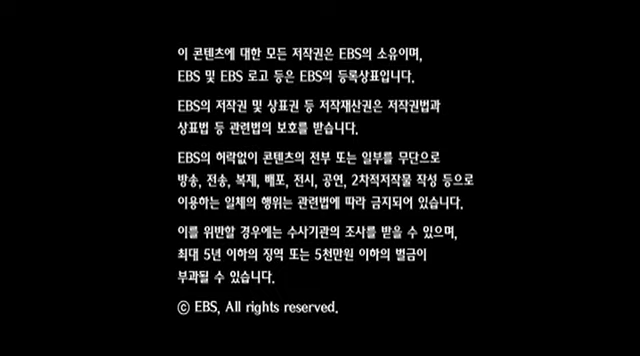 이 콘텐츠에 대한 모든 저작권은 EBS의 소유이며,
EBS 및 EBS 로고 등은 EBS의 등록상표입니다.
EBS의 저작권 및 상표권 등 저작재산권은 저작권법과
상표법 등 관련법의 보호를 받습니다.
EBS의 허락없이 콘텐츠의 전부 또는 일부를 무단으로
방송, 전송, 복제, 배포, 전시, 공연, 2차적저작물 작성 등으로
이용하는 일체의 행위는 관련법에 따라 금지되어 있습니다.
이를 위반할 경우에는 수사기관의 조사를 받을 수 있으며,
최대 5년 이하의 징역 또는 5천만원 이하의 벌금이
부과될 수 있습니다.
© EBS, All rights reserved.